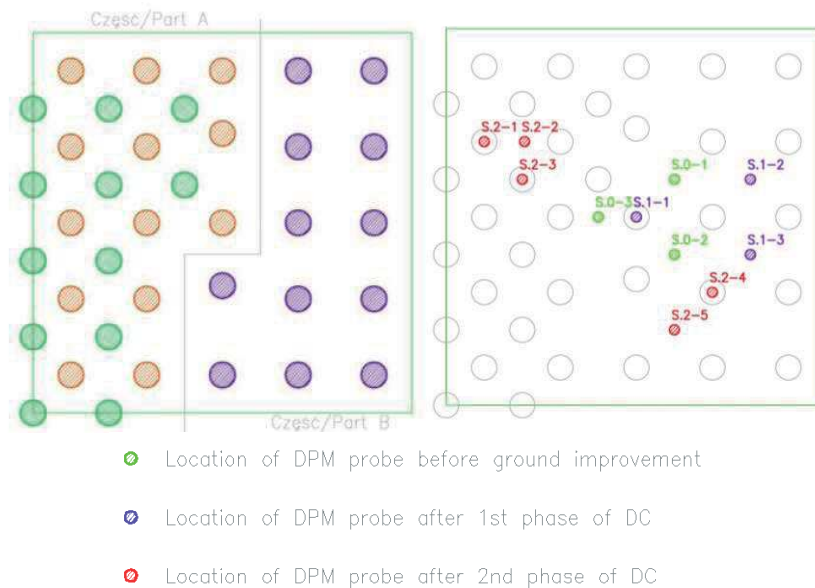 Część/Part A
S.2-1 S.2-2
S.2-3
S.0-1
S.1-2
S.0-3 S.1-1
S.0-2
S.1-3
S.2-4
S.2-5
Część/Part B
Location of DPM probe before ground improvement
Location of DPM probe after 1st phase of DC
Location of DPM probe after 2nd phase of DC